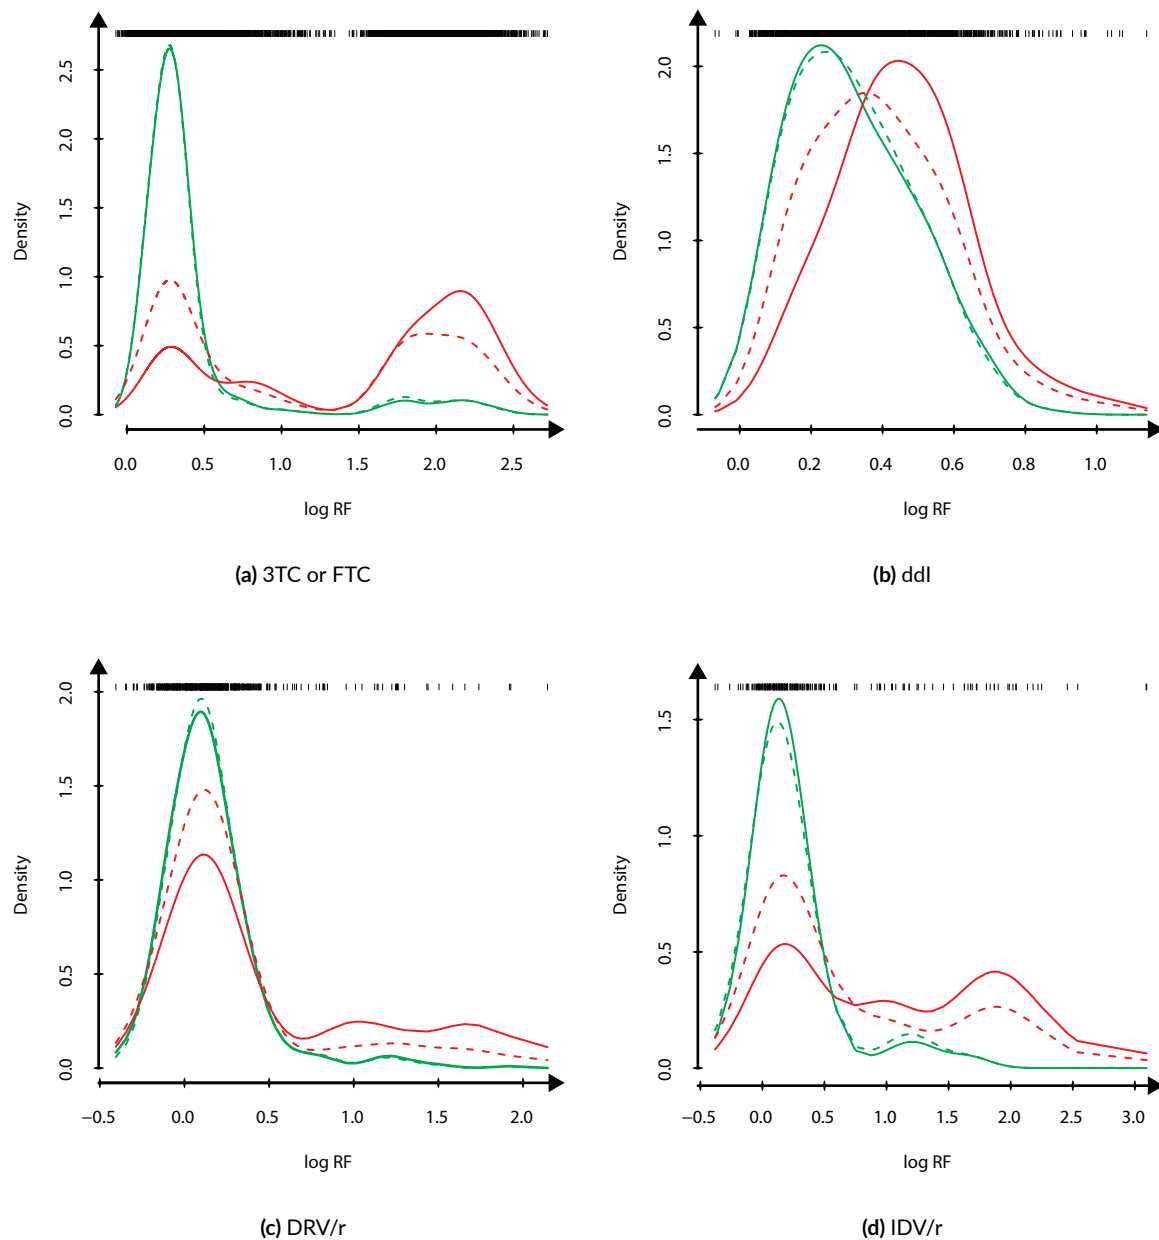 Density
2.5
2.0
1.5
1.0
0.5
0.0
0.0 0.5 1.0 1.5 2.0 2.5
log RF
(a) 3TC or FTC
Density
2.0
1.5
1.0
0.5
0.0
0.0 0.2 0.4 0.6 0.8 1.0
log RF
(b) ddI
Density
2.0
1.5
1.0
0.5
0.0
−0.5 0.0 0.5 1.0 1.5 2.0
log RF
(c) DRV/r
Density
1.5
1.0
0.5
0.0
−0.5 0.0 0.5 1.0 1.5 2.0 2.5 3.0
log RF
(d) IDV/r